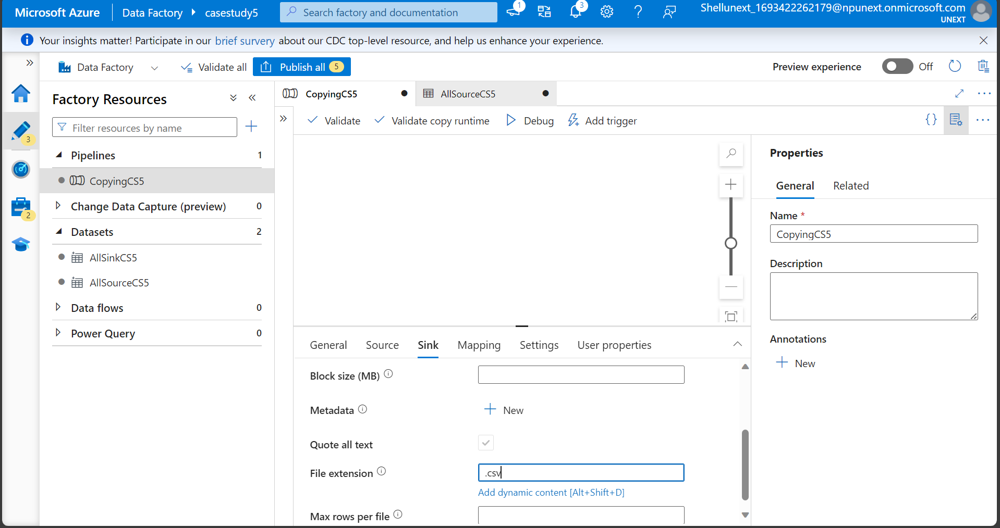 Microsoft Azure
Data Factory
casestudy5
Search factory and documentation
1
3
Shellunext_1693422262179@npunext.onmicrosoft.com
UNEXT
Your insights matter! Participate in our brief survery about our CDC top-level resource, and help us enhance your experience.
Data Factory
Validate all
Publish all 5
Preview experience
Off
Factory Resources
Filter resources by name
3
2
Pipelines 1
CopyingCS5
Change Data Capture (preview) 0
Datasets 2
AllSinkCS5
AllSourceCS5
Data flows 0
Power Query 0
CopyingCS5
AllSourceCS5
Validate
Validate copy runtime
Debug
Add trigger
General
Source
Sink
Mapping
Settings
User properties
Block size (MB)
Metadata
New
Quote all text
File extension
.csv
Add dynamic content [Alt+Shift+D]
Max rows per file
Properties
General
Related
Name *
CopyingCS5
Description
Annotations
New